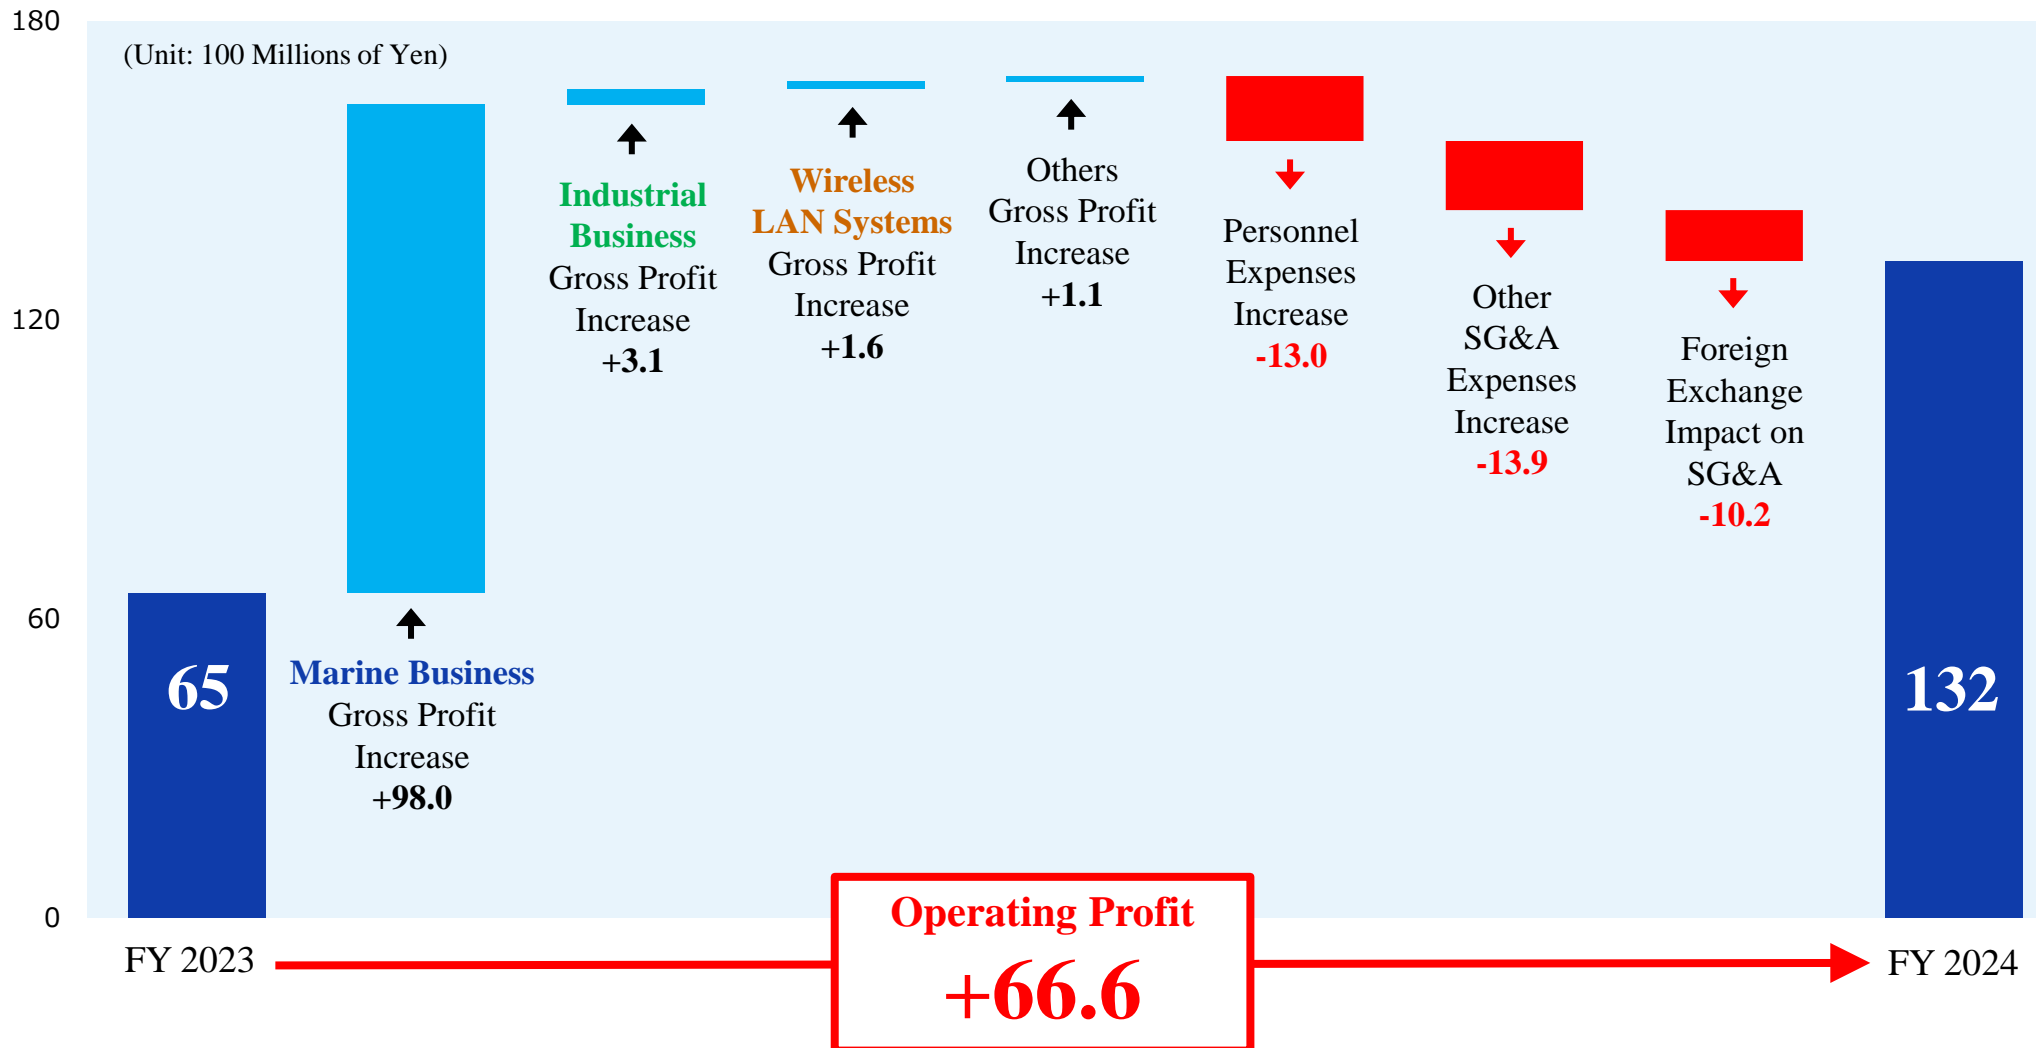 180
(Unit: 100 Millions of Yen)
120
60
0
65
Marine Business
Gross Profit
Increase
+98.0
Industrial
Business
Gross Profit
Increase
+3.1
Wireless
LAN Systems
Gross Profit
Increase
+1.6
Others
Gross Profit
Increase
+1.1
Personnel
Expenses
Increase
-13.0
Other
SG&A
Expenses
Increase
-13.9
Foreign
Exchange
Impact on
SG&A
-10.2
132
FY 2023
Operating Profit
+66.6
FY 2024